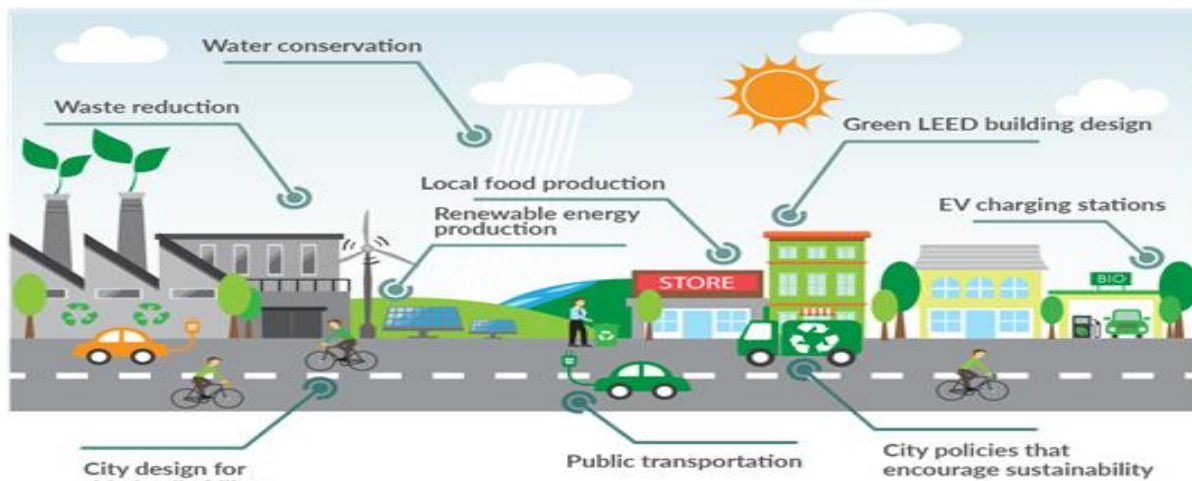 Water conservation
Waste reduction
Green LEED building design
Local food production
Renewable energy
production
EV charging stations
STORE
BIO
City design for
Public transportation
City policies that
encourage sustainability